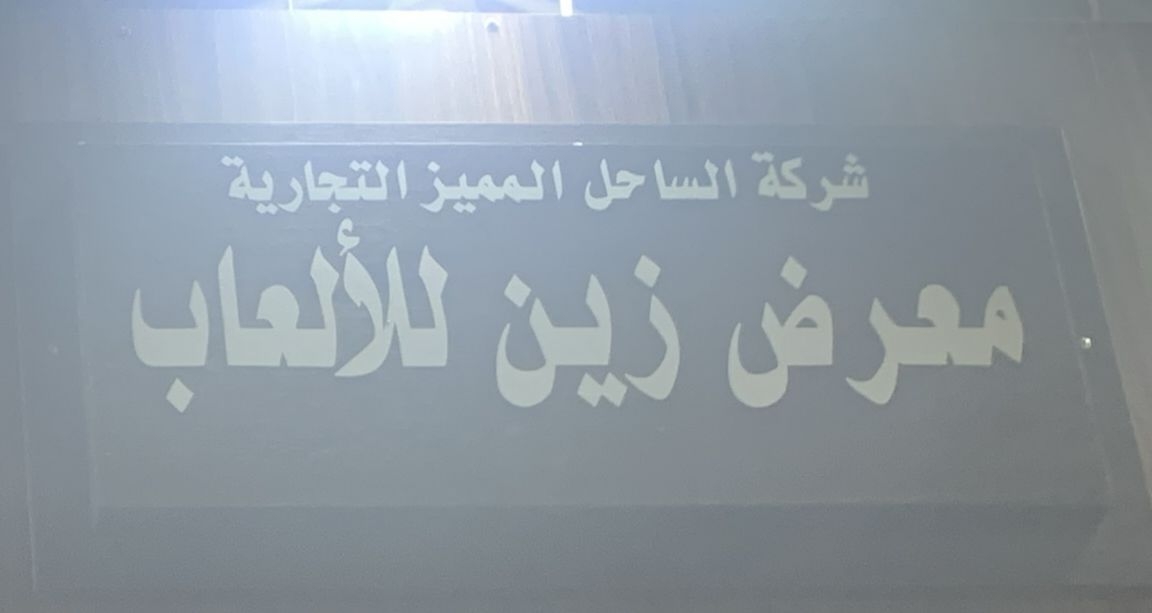 شركة الساحل المميز التجارية
معرض زين للألعاب